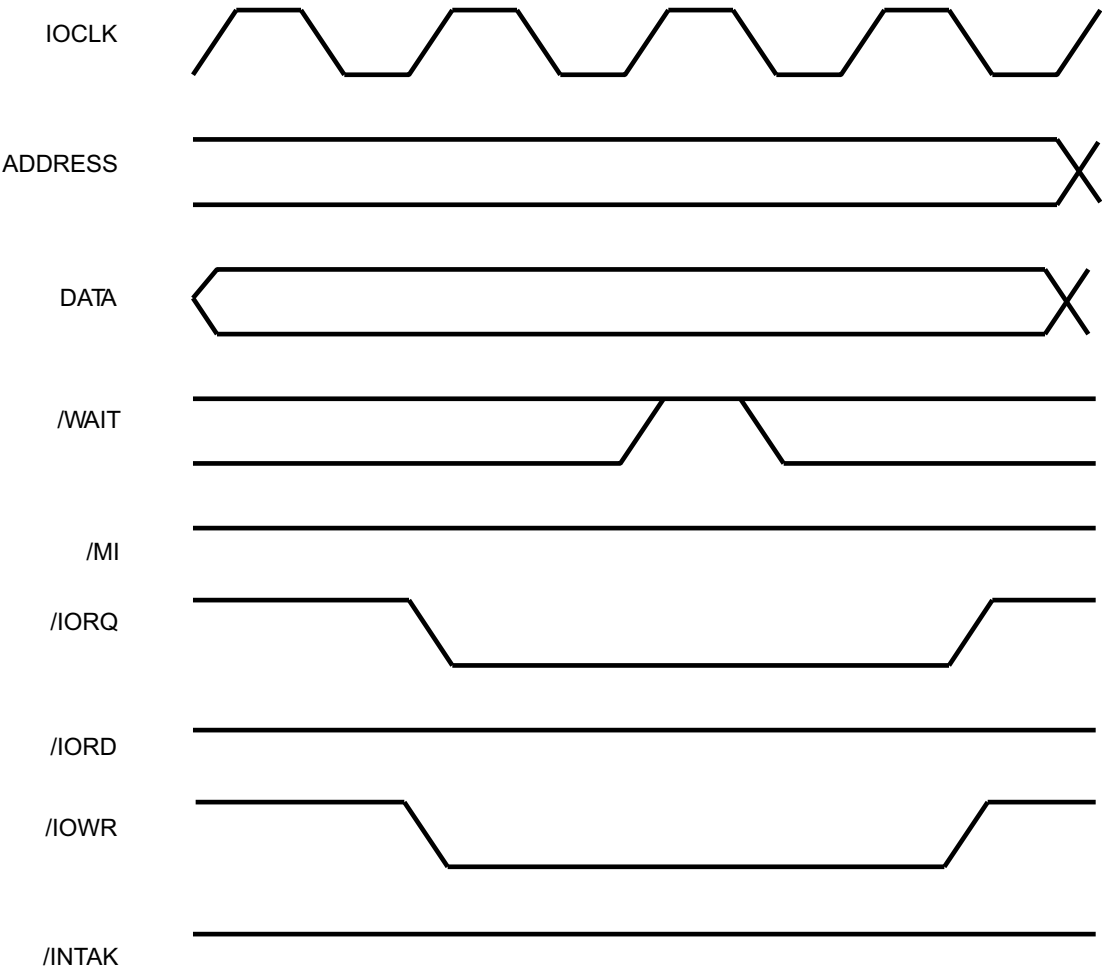 IOCLK
ADDRESS
DATA
/WAIT
/MI
/IORQ
/IORD
/IOWR
/INTAK